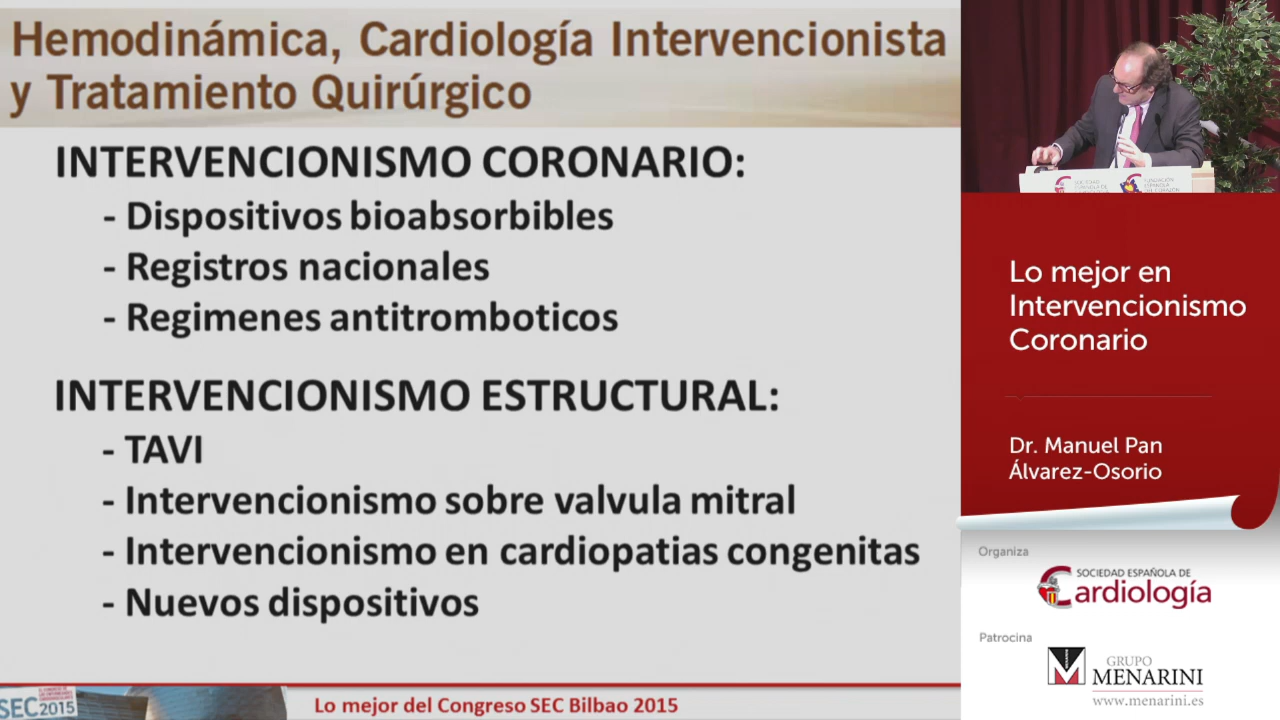 Hemodinámica, Cardiología Intervencionista
y Tratamiento Quirúrgico
INTERVENCIONISMO CORONARIO:
- Dispositivos bioabsorbibles
- Registros nacionales
- Regimenes antitromboticos
INTERVENCIONISMO ESTRUCTURAL:
- TAVI
- Intervencionismo sobre valvula mitral
- Intervencionismo en cardiopatias congenitas
- Nuevos dispositivos
SEC 2015
Lo mejor del Congreso SEC Bilbao 2015
Lo mejor en
Intervencionismo
Coronario
Dr. Manuel Pan
Álvarez-Osorio
Organiza
SOCIEDAD ESPAÑOLA DE
Cardiología
Patrocina
GRUPO
MENARINI
www.menarini.es